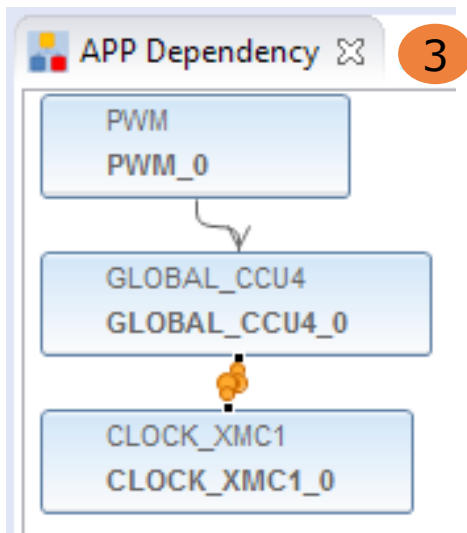 APP Dependency 3
PWM
PWM_0
GLOBAL_CCU4
GLOBAL_CCU4_0
CLOCK_XMC1
CLOCK_XMC1_0